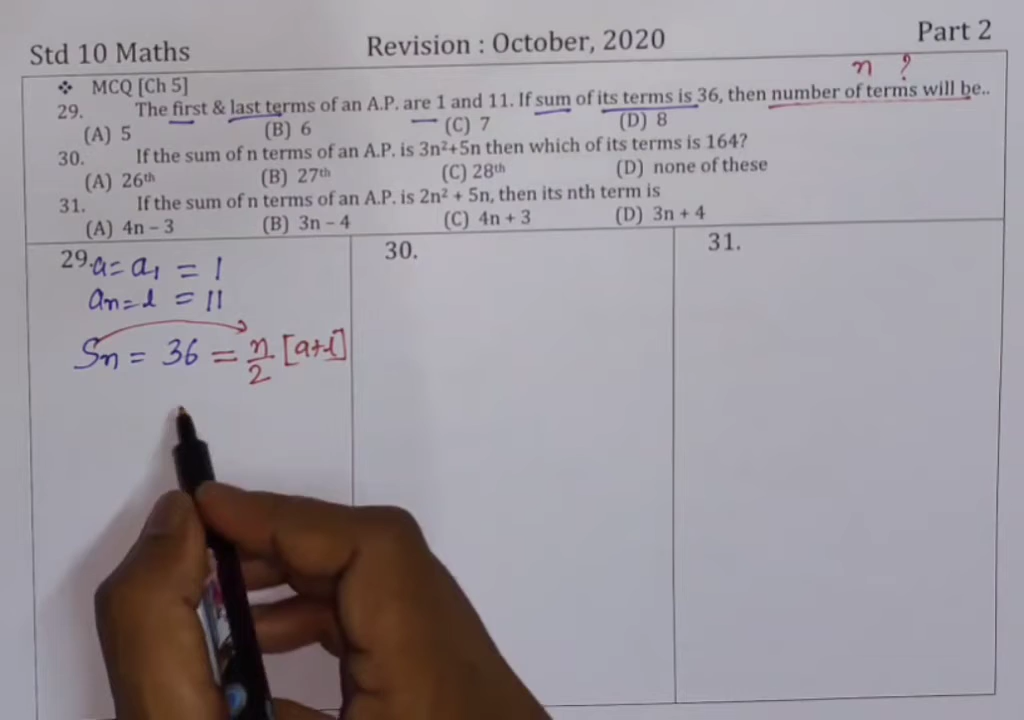 Std 10 Maths Revision : October, 2020 Part 2
n ?
❖ MCQ [Ch 5]
29. The first & last terms of an A.P. are 1 and 11. If sum of its terms is 36, then number of terms will be..
(A) 5 (B) 6 (C) 7 (D) 8
30. If the sum of n terms of an A.P. is 3n²+5n then which of its terms is 164?
(A) 26th (B) 27th (C) 28th (D) none of these
31. If the sum of n terms of an A.P. is 2n² + 5n, then its nth term is
(A) 4n – 3 (B) 3n – 4 (C) 4n + 3 (D) 3n + 4
29. a = a₁ = 1
an = l = 11
Sn = 36 = n/2 [a+l]
30.
31.